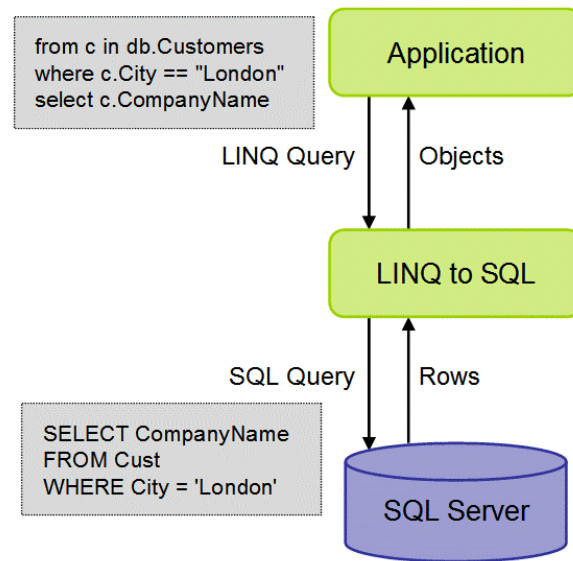 from c in db.Customers
where c.City == "London"
select c.CompanyName
Application
LINQ Query
Objects
LINQ to SQL
SQL Query
Rows
SELECT CompanyName
FROM Cust
WHERE City = 'London'
SQL Server